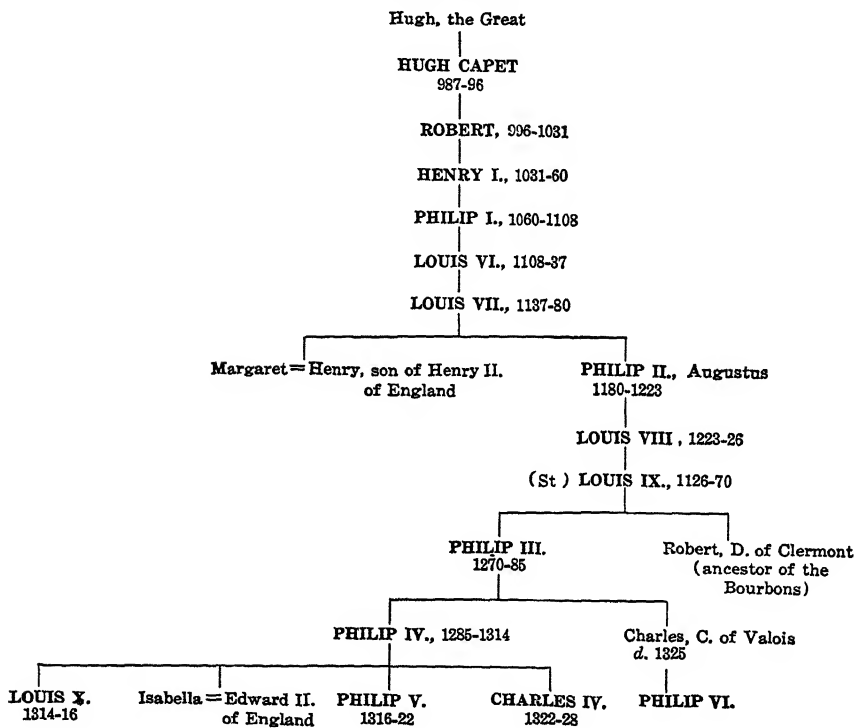 Hugh, the Great
HUGH CAPET
987-96
ROBERT, 996-1031
HENRY I., 1031-60
PHILIP I., 1060-1108
LOUIS VI., 1108-37
LOUIS VII., 1137-80
Margaret = Henry, son of Henry II.
of England
PHILIP II., Augustus
1180-1223
LOUIS VIII , 1223-26
(St ) LOUIS IX., 1126-70
PHILIP III.
1270-85
Robert, D. of Clermont
(ancestor of the
Bourbons)
PHILIP IV., 1285-1314
Charles, C. of Valois
d. 1325
LOUIS X.
1314-16
Isabella = Edward II.
of England
PHILIP V.
1316-22
CHARLES IV.
1322-28
PHILIP VI.